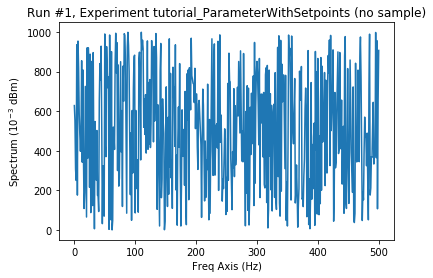 Run #1, Experiment tutorial_ParameterWithSetpoints (no sample)
1000
800
600
400
200
0
Spectrum (10⁻³ dBm)
0 100 200 300 400 500
Freq Axis (Hz)